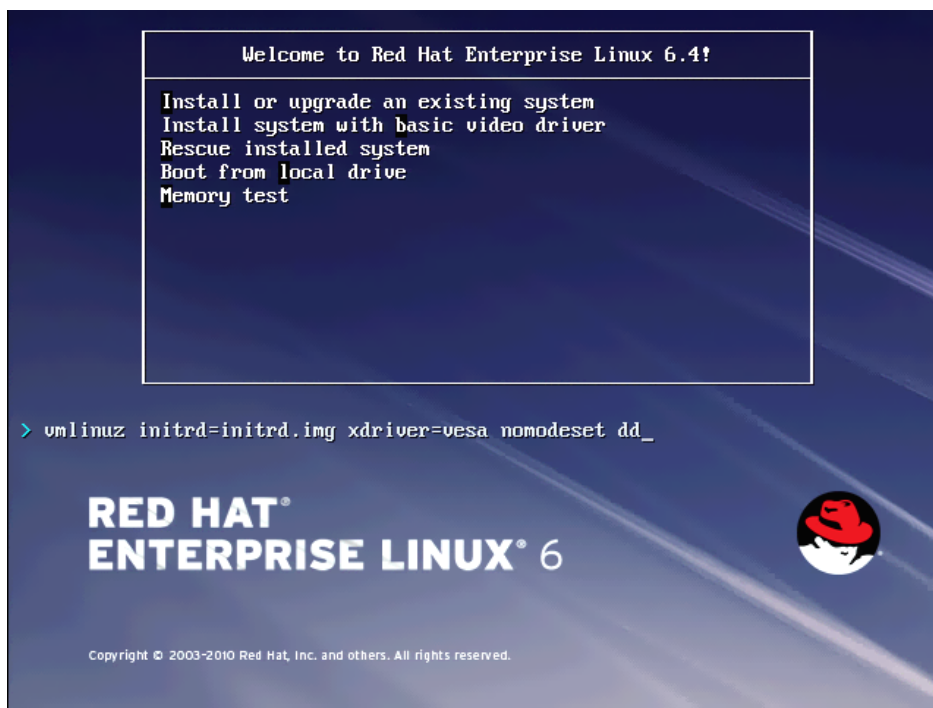 Welcome to Red Hat Enterprise Linux 6.4!
Install or upgrade an existing system
Install system with basic video driver
Rescue installed system
Boot from local drive
Memory test
> vmlinuz initrd=initrd.img xdriver=vesa nomodeset dd_
RED HAT®
ENTERPRISE LINUX® 6
Copyright © 2003-2010 Red Hat, Inc. and others. All rights reserved.